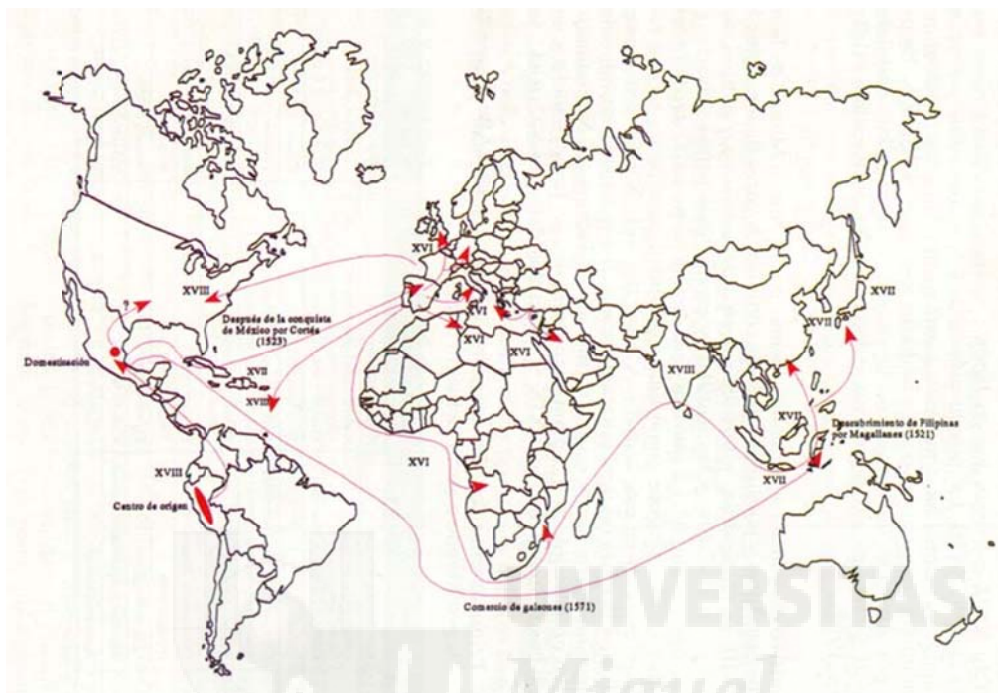 XVI
XVIII
XVII
Después de la conquista
de México por Cortés
(1523)
?
XVI
XVII
XVI
XVI
Domesticación
XVII
XVIII
XVIII
XVII
Descubrimiento de Filipinas
por Magallanes (1521)
XVI
XVIII
XVII
Centro de origen
Comercio de galeones (1571)
UNIVERSITAS
Miguel